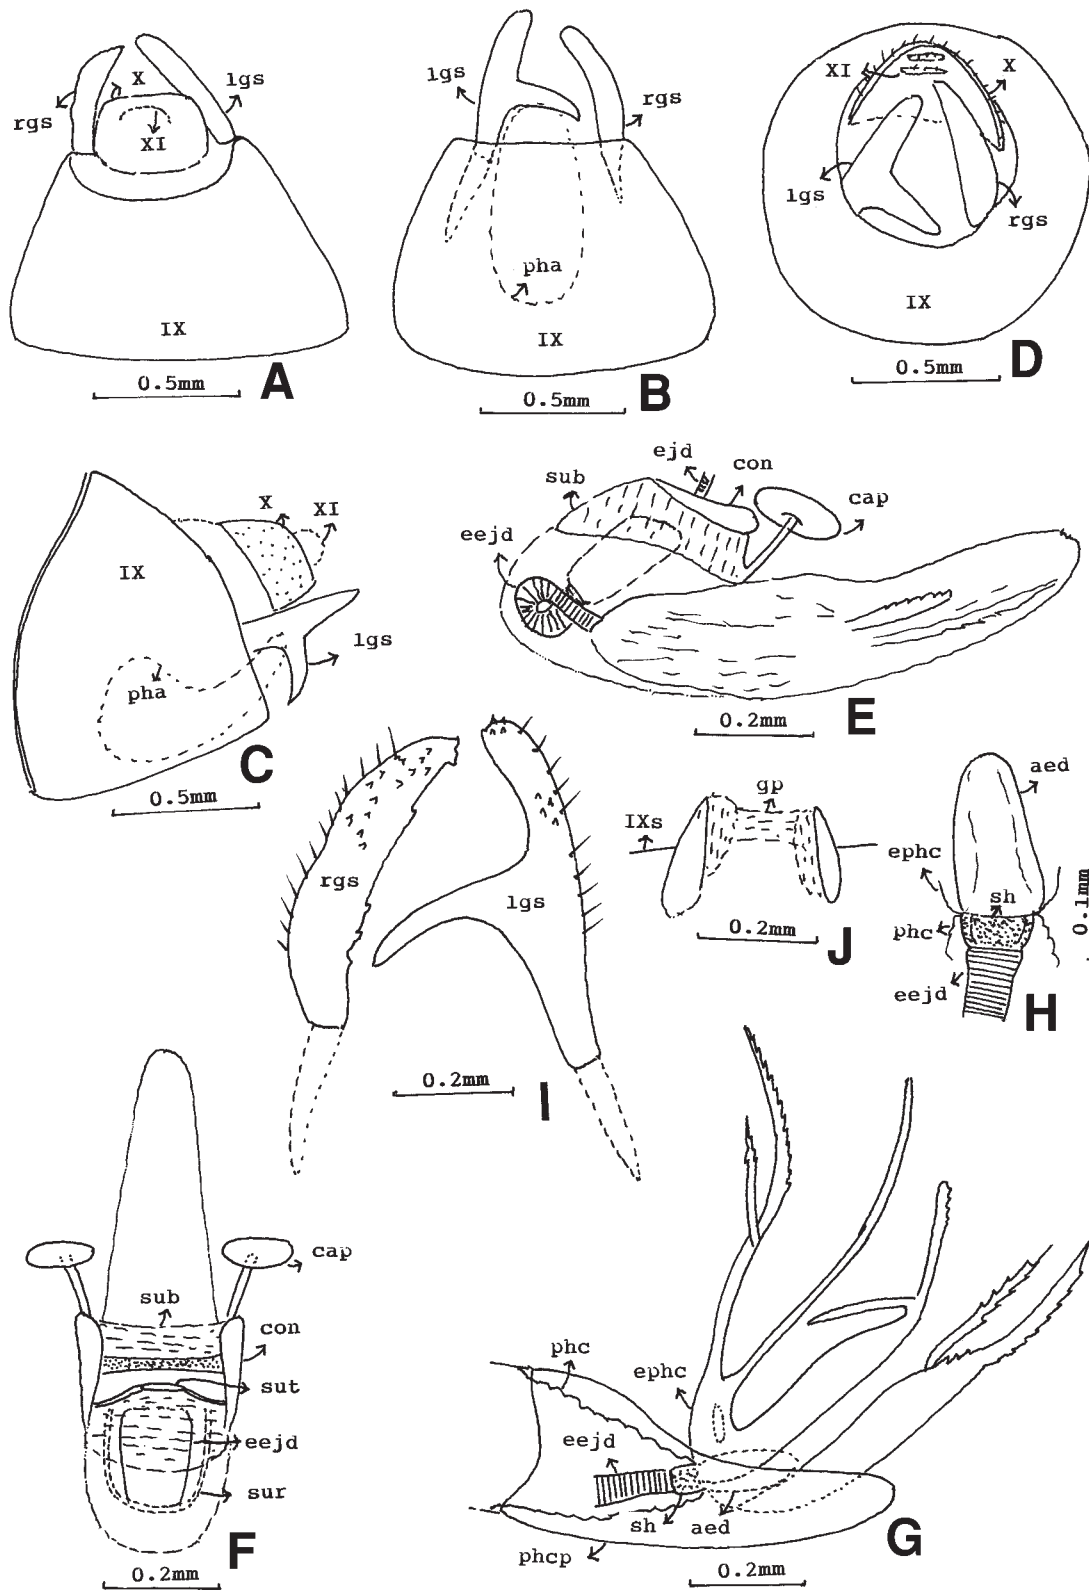 X
lgs
rgs
XI
IX
0.5mm
A
lgs
rgs
pha
IX
0.5mm
B
XI
X
lgs
rgs
IX
0.5mm
D
X
XI
IX
lgs
pha
0.5mm
C
ejd
con
sub
cap
eejd
0.2mm
E
rgs
lgs
0.2mm
I
gp
IXs
0.2mm
J
aed
ephc
sh
phc
eejd
0.1mm
H
cap
sub
con
sut
eejd
sur
0.2mm
F
phc
ephc
eejd
sh
aed
phcp
0.2mm
G